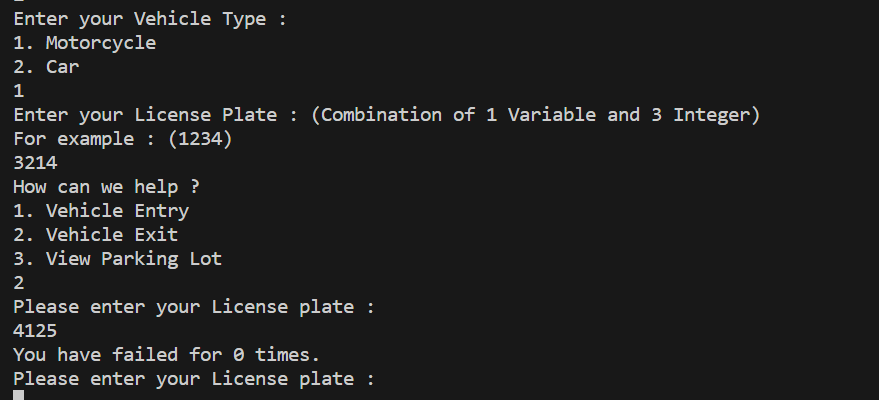 Enter your Vehicle Type :
1. Motorcycle
2. Car
1
Enter your License Plate : (Combination of 1 Variable and 3 Integer)
For example : (1234)
3214
How can we help ?
1. Vehicle Entry
2. Vehicle Exit
3. View Parking Lot
2
Please enter your License plate :
4125
You have failed for 0 times.
Please enter your License plate :